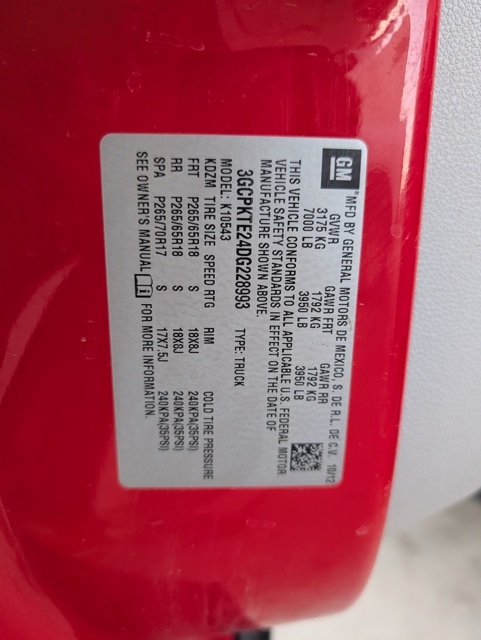 GM
®MFD BY GENERAL MOTORS DE MEXICO, S. DE R.L. DE C.V. 10/12
GVWR GAWR FRT GAWR RR
3175 KG 1792 KG 1792 KG
7000 LB 3950 LB 3950 LB
THIS VEHICLE CONFORMS TO ALL APPLICABLE U.S. FEDERAL MOTOR
VEHICLE SAFETY STANDARDS IN EFFECT ON THE DATE OF
MANUFACTURE SHOWN ABOVE.
3GCPKTE24DG228993 TYPE: TRUCK
MODEL: K10543
KDZM TIRE SIZE SPEED RTG RIM COLD TIRE PRESSURE
FRT P265/65R18 S 18X8J 240KPA(35PSI)
RR P265/65R18 S 18X8J 240KPA(35PSI)
SPA P265/70R17 S 17X7.5J 240KPA(35PSI)
SEE OWNER'S MANUAL i FOR MORE INFORMATION.